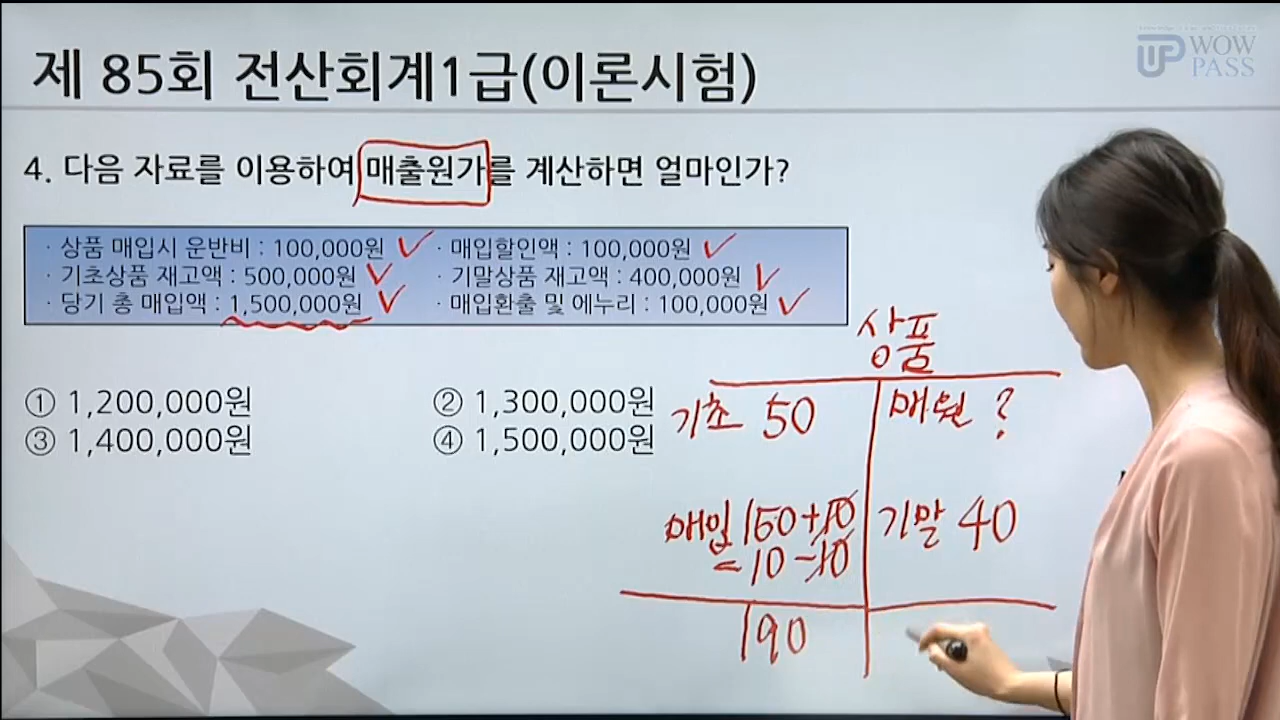 제 85회 전산회계1급(이론시험)
WOW
PASS
4. 다음 자료를 이용하여 매출원가를 계산하면 얼마인가?
· 상품 매입시 운반비 : 100,000원 · 매입할인액 : 100,000원
· 기초상품 재고액 : 500,000원 · 기말상품 재고액 : 400,000원
· 당기 총 매입액 : 1,500,000원 · 매입환출 및 에누리 : 100,000원
① 1,200,000원 ② 1,300,000원
③ 1,400,000원 ④ 1,500,000원
상품
기초 50 매원 ?
매입 150+10 기말 40
-10-10
190